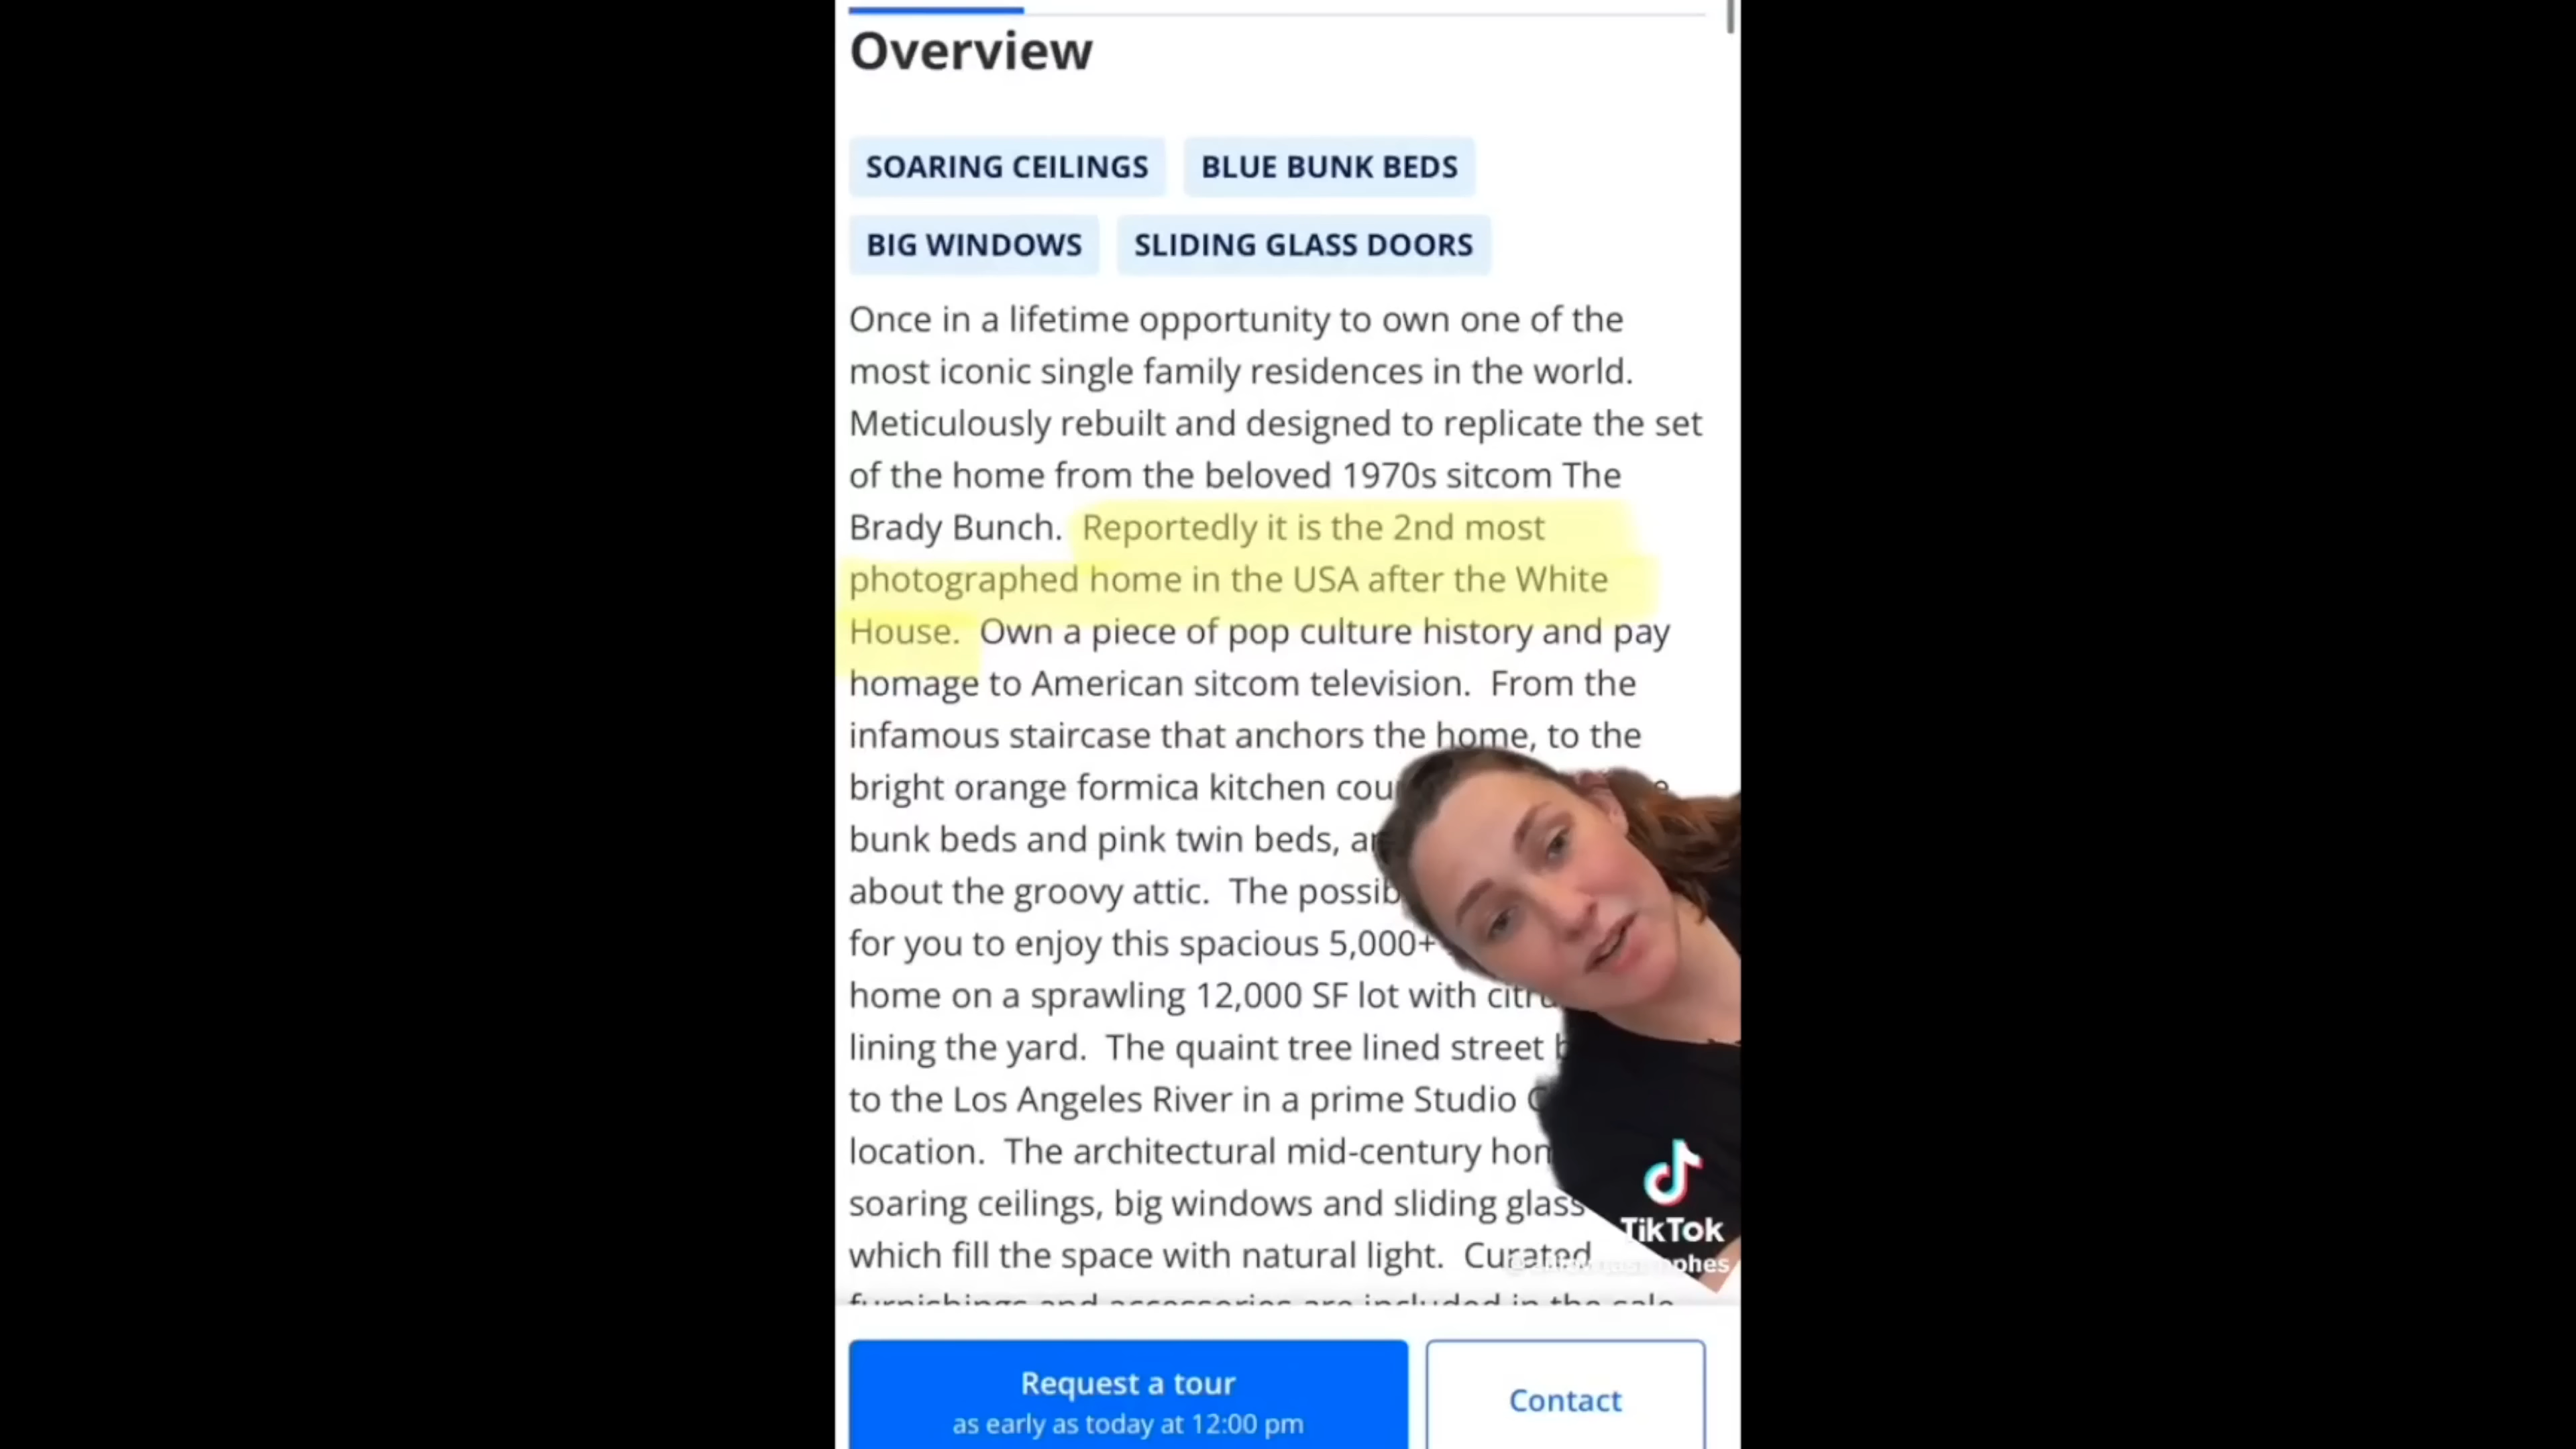 Overview
SOARING CEILINGS BLUE BUNK BEDS
BIG WINDOWS SLIDING GLASS DOORS
Once in a lifetime opportunity to own one of the
most iconic single family residences in the world.
Meticulously rebuilt and designed to replicate the set
of the home from the beloved 1970s sitcom The
Brady Bunch. Reportedly it is the 2nd most
photographed home in the USA after the White
House. Own a piece of pop culture history and pay
homage to American sitcom television. From the
infamous staircase that anchors the home, to the
bright orange formica kitchen
bunk beds and pink twin beds,
about the groovy attic. The
for you to enjoy this spacious 5,000+
home on a sprawling 12,000 SF lot with
lining the yard. The quaint tree lined street
to the Los Angeles River in a prime Studio
location. The architectural mid-century
soaring ceilings, big windows and sliding glass
which fill the space with natural light. Curated
furnishings and accessories are included in the sale
TikTok
Request a tour
as early as today at 12:00 pm
Contact